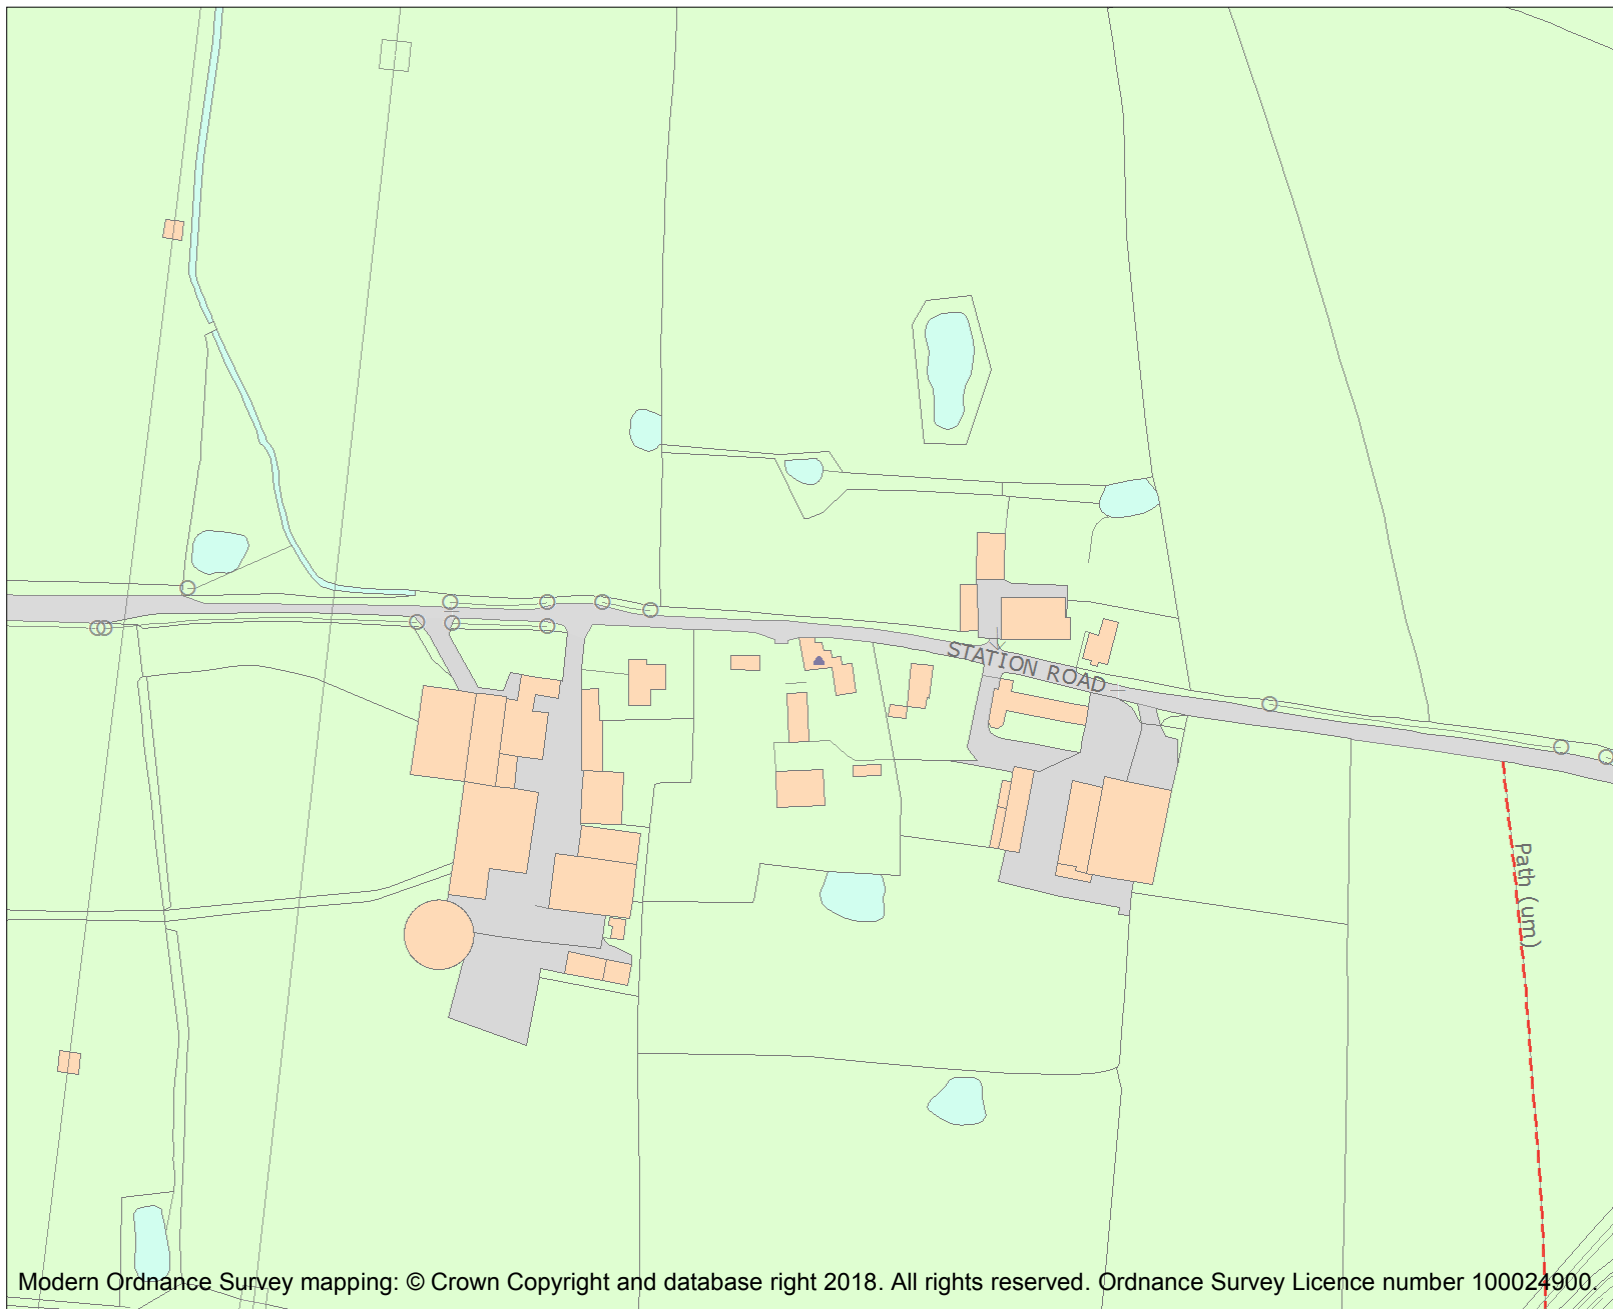 STATION ROAD
Path (um)
Modern Ordnance Survey mapping: © Crown Copyright and database right 2018. All rights reserved. Ordnance Survey Licence number 100024900.